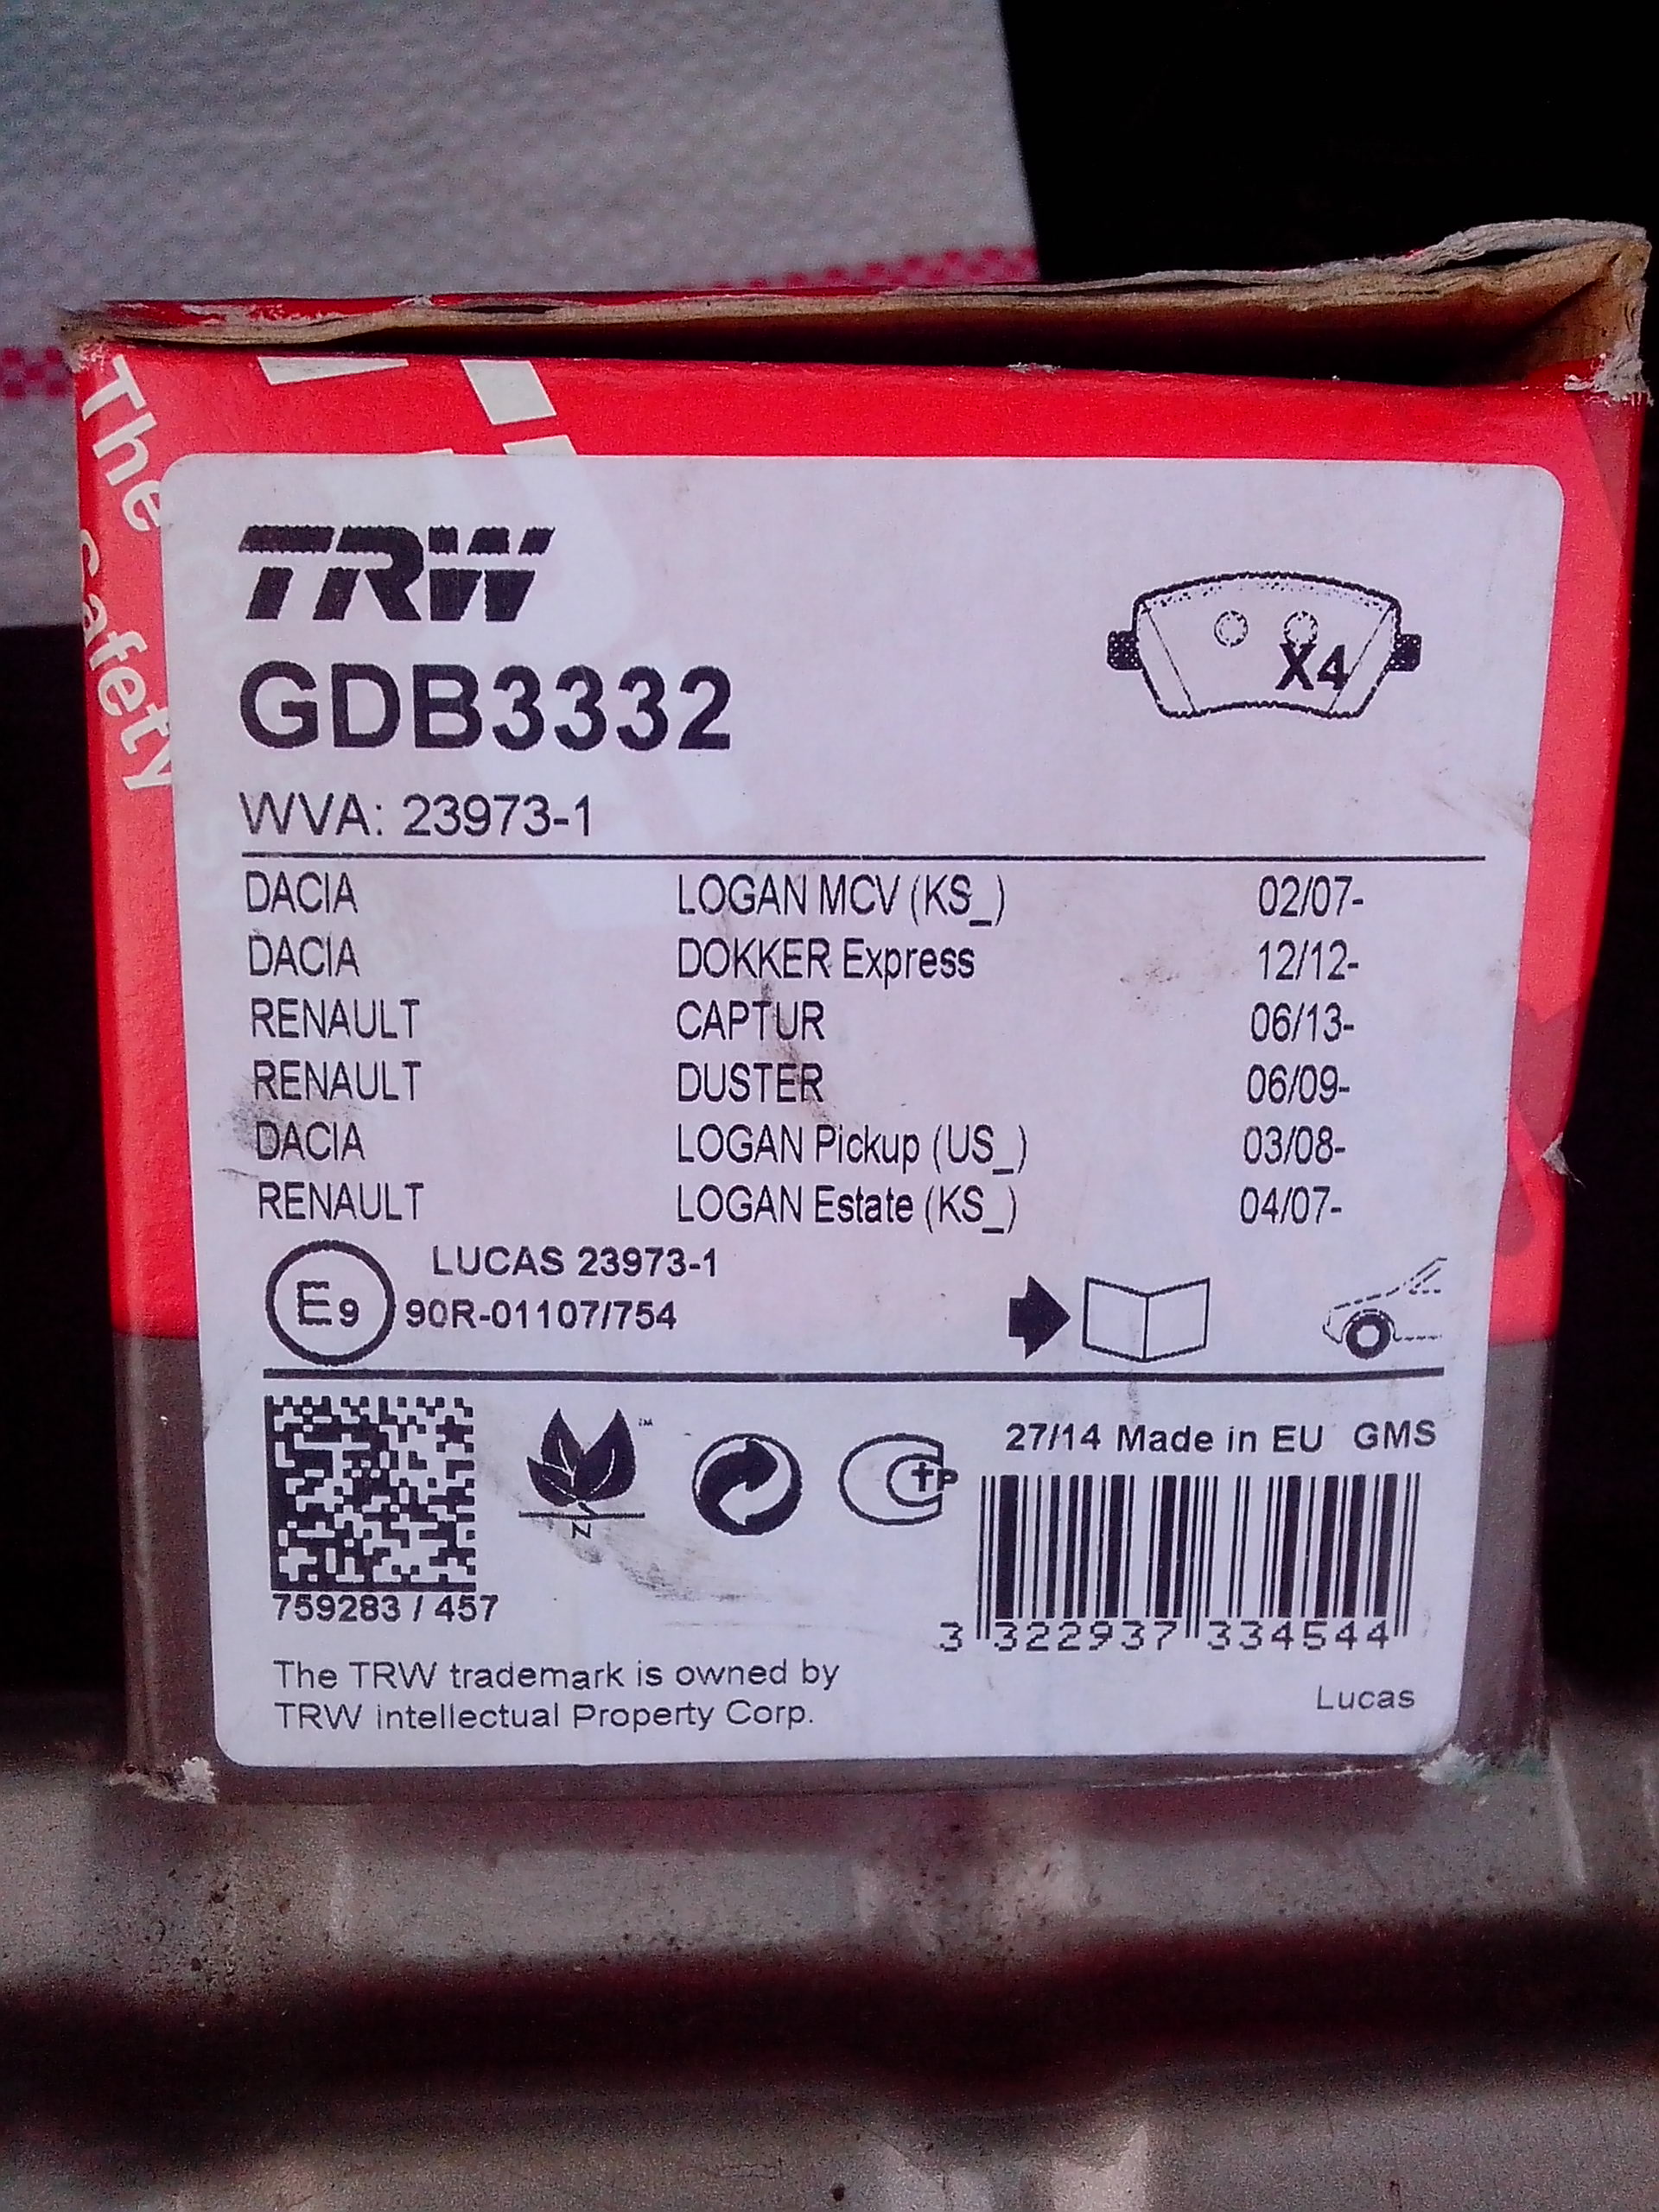 The
Safety
TRW
GDB3332
X4
WVA: 23973-1
DACIA LOGAN MCV (KS_) 02/07-
DACIA DOKKER Express 12/12-
RENAULT CAPTUR 06/13-
RENAULT DUSTER 06/09-
DACIA LOGAN Pickup (US_) 03/08-
RENAULT LOGAN Estate (KS_) 04/07-
LUCAS 23973-1
E9 90R-01107/754
27/14 Made in EU GMS
TM
N
759283 / 457
3 322937 334544
The TRW trademark is owned by
TRW intellectual Property Corp.
Lucas